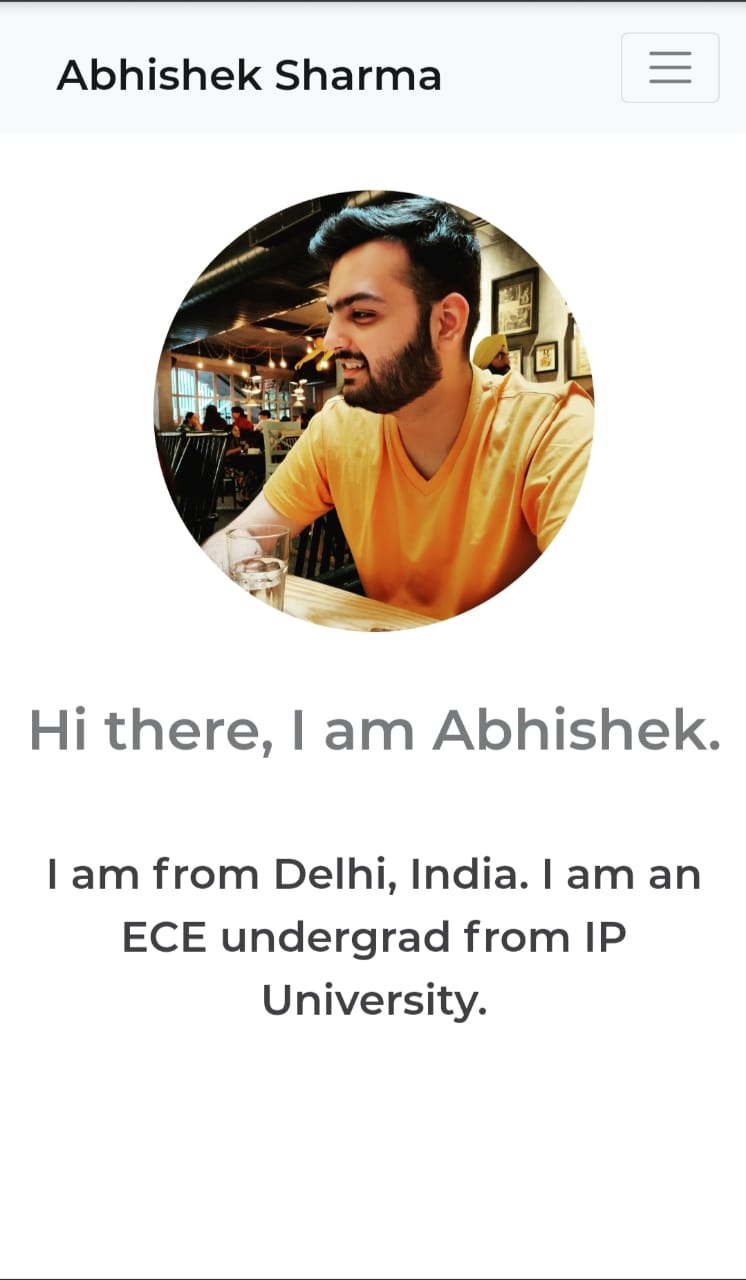 Abhishek Sharma
Hi there, I am Abhishek.
I am from Delhi, India. I am an
ECE undergrad from IP
University.